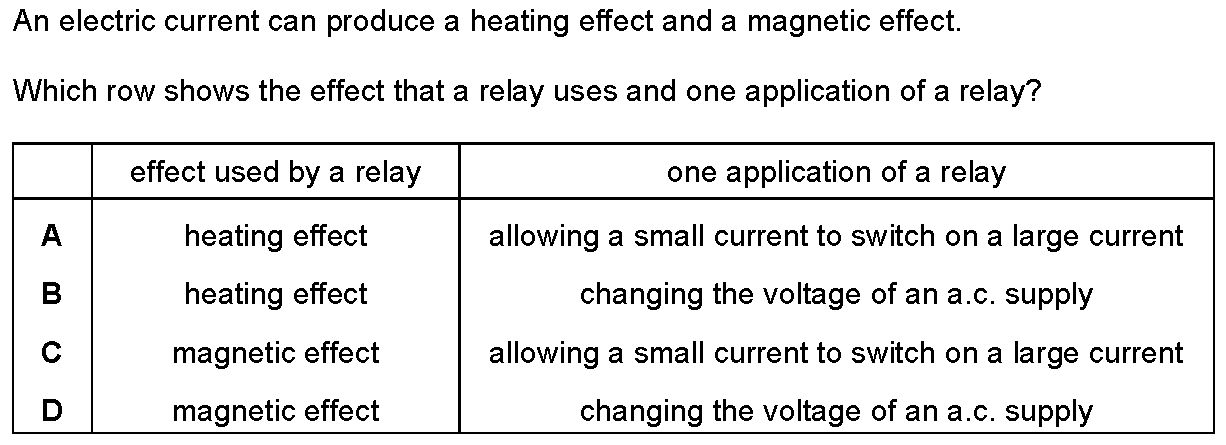 An electric current can produce a heating effect and a magnetic effect.
Which row shows the effect that a relay uses and one application of a relay?
effect used by a relay one application of a relay
A heating effect allowing a small current to switch on a large current
B heating effect changing the voltage of an a.c. supply
C magnetic effect allowing a small current to switch on a large current
D magnetic effect changing the voltage of an a.c. supply